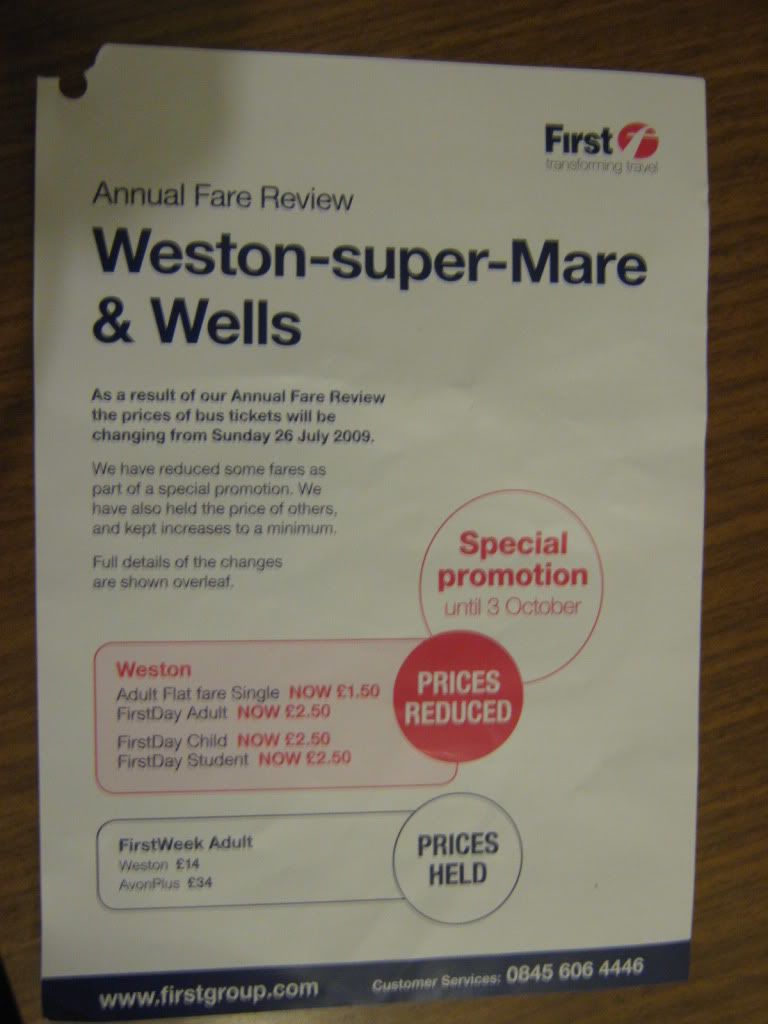 First
transforming travel
Annual Fare Review
Weston-super-Mare
& Wells
As a result of our Annual Fare Review
the prices of bus tickets will be
changing from Sunday 26 July 2009.
We have reduced some fares as
part of a special promotion. We
have also held the price of others,
and kept increases to a minimum.
Full details of the changes
are shown overleaf.
Special
promotion
until 3 October
Weston
Adult Flat fare Single NOW £1.50
FirstDay Adult NOW £2.50
FirstDay Child NOW £2.50
FirstDay Student NOW £2.50
PRICES
REDUCED
FirstWeek Adult
Weston £14
AvonPlus £34
PRICES
HELD
www.firstgroup.com
Customer Services: 0845 606 4446